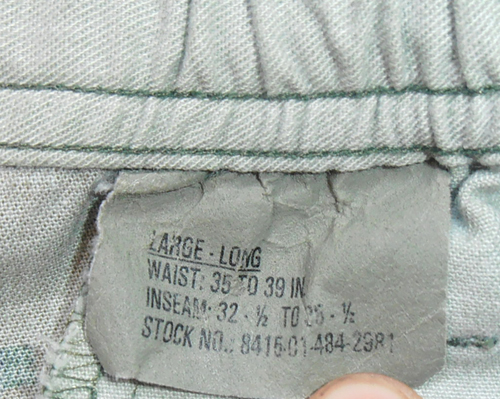 LARGE - LONG
WAIST: 35 TO 39 IN
INSEAM: 32 - ½ TO 35 - ½
STOCK NO.: 8415-01-484-2981